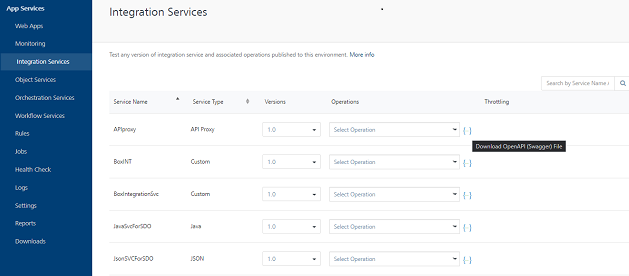 App Services
Web Apps
Monitoring
Integration Services
Object Services
Orchestration Services
Workflow Services
Rules
Jobs
Health Check
Logs
Settings
Reports
Downloads
Integration Services
Test any version of integration service and associated operations published to this environment. More info
Search by Service Name
Service Name Service Type Versions Operations Throttling
APIproxy API Proxy 1.0 Select Operation {..}
Download OpenAPI (Swagger) File
BoxINT Custom 1.0 Select Operation {..}
BoxIntegrationSvc Custom 1.0 Select Operation {..}
JavaSvcForSDO Java 1.0 Select Operation {..}
JsonSVCForSDO JSON 1.0 Select Operation {..}